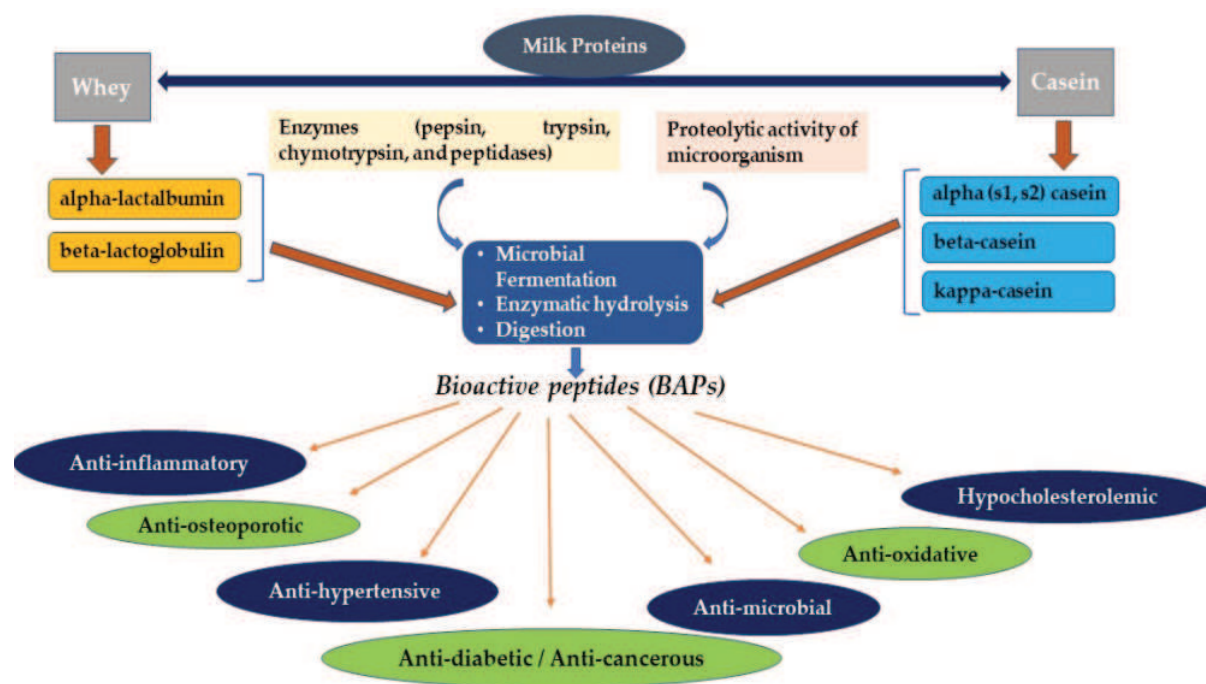 Milk Proteins
Whey
Casein
Enzymes (pepsin, trypsin,
chymotrypsin, and peptidases)
Proteolytic activity of
microorganism
alpha-lactalbumin
beta-lactoglobulin
alpha (s1, s2) casein
beta-casein
kappa-casein
• Microbial
Fermentation
• Enzymatic hydrolysis
• Digestion
Bioactive peptides (BAPs)
Anti-inflammatory
Anti-osteoporotic
Anti-hypertensive
Anti-diabetic / Anti-cancerous
Anti-microbial
Anti-oxidative
Hypocholesterolemic